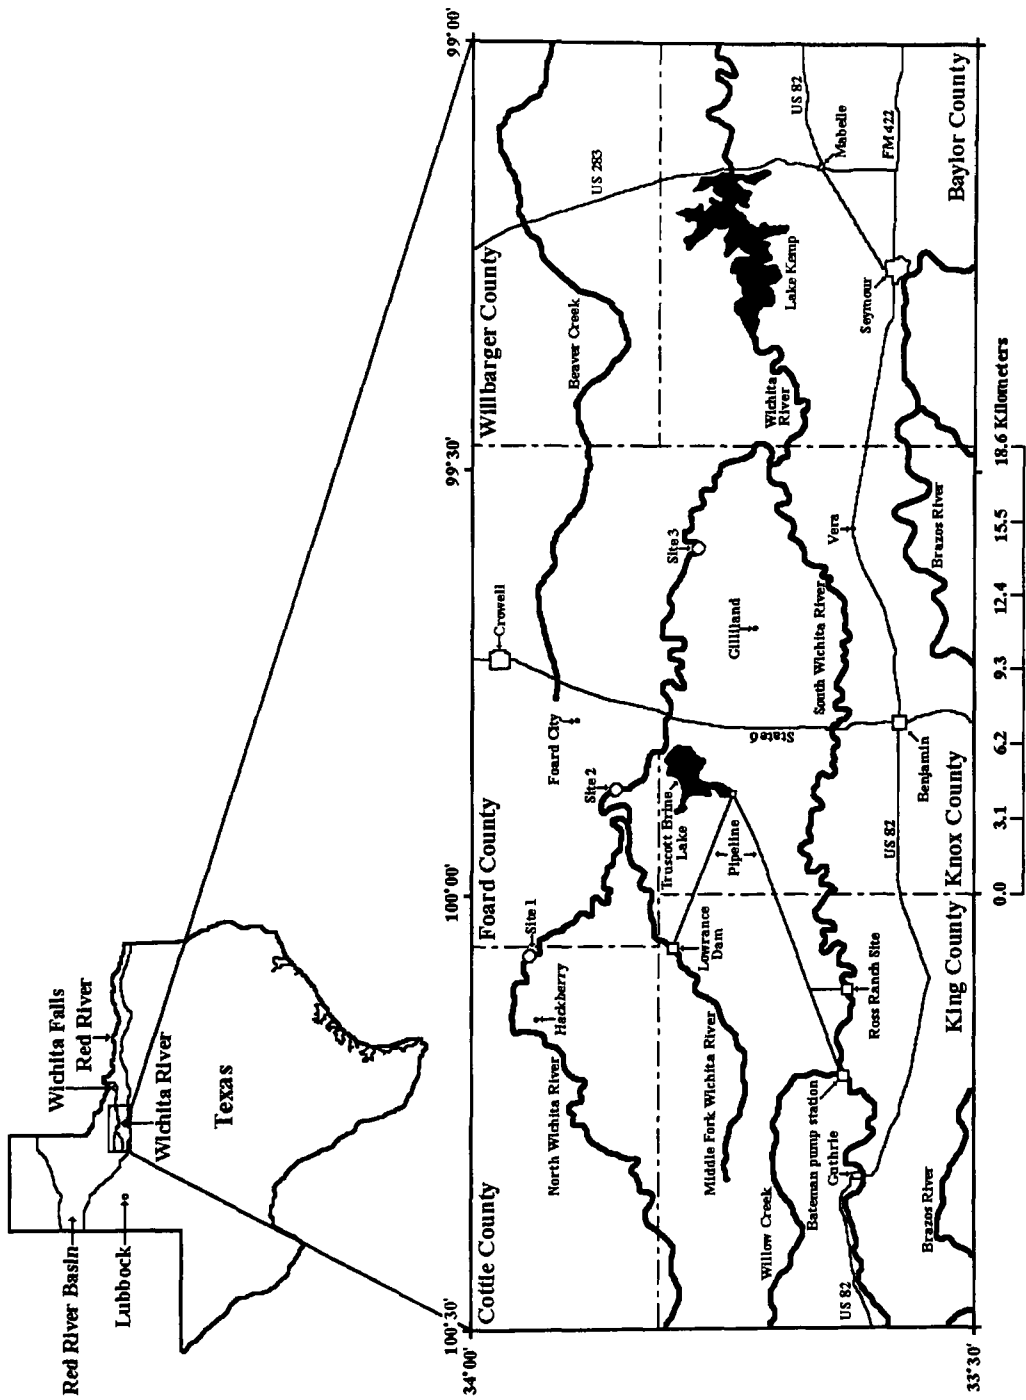 Red River Basin
Lubbock
Wichita Falls
Red River
Wichita River
Texas
100°30'
100°00'
99°30'
99°00'
34°00'
33°30'
Cottle County
Foard County
Willbarger County
King County
Knox County
Baylor County
North Wichita River
Hackberry
Site 1
Site 2
Foard City
Crowell
Beaver Creek
US 283
Middle Fork Wichita River
Lowrance
Dam
Truscott Brine
Lake
Pipeline
State 6
Gilliland
Site 3
Wichita
River
Lake Kemp
Willow Creek
Bateman pump station
Guthrie
Ross Ranch Site
South Wichita River
Vera
Seymour
Mabelle
US 82
FM 422
US 82
US 82
Benjamin
Brazos River
Brazos River
0.0
3.1
6.2
9.3
12.4
15.5
18.6 Kilometers